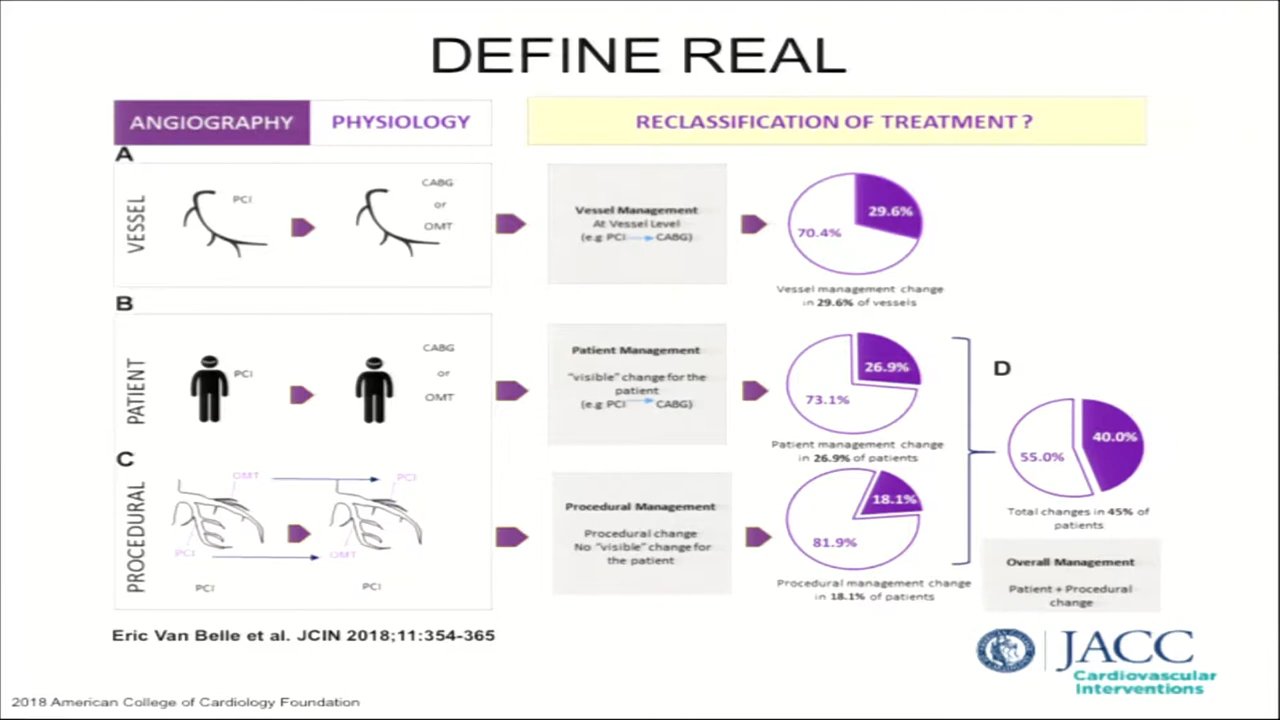 DEFINE REAL
ANGIOGRAPHY
PHYSIOLOGY
RECLASSIFICATION OF TREATMENT ?
A
VESSEL
PCI
CABG
or
OMT
Vessel Management
At Vessel Level
(e.g PCI CABG)
29.6%
70.4%
Vessel management change
in 29.6% of vessels
B
PATIENT
PCI
CABG
or
OMT
Patient Management
"visible" change for the
patient
(e.g PCI CABG)
26.9%
73.1%
Patient management change
in 26.9% of patients
C
PROCEDURAL
OMT
PCI
PCI
OMT
PCI
PCI
Procedural Management
Procedural change
No "visible" change for
the patient
18.1%
81.9%
Procedural management change
in 18.1% of patients
D
40.0%
55.0%
Total changes in 45% of
patients
Overall Management
Patient + Procedural
change
Eric Van Belle et al. JCIN 2018;11:354-365
JACC
Cardiovascular
Interventions
2018 American College of Cardiology Foundation